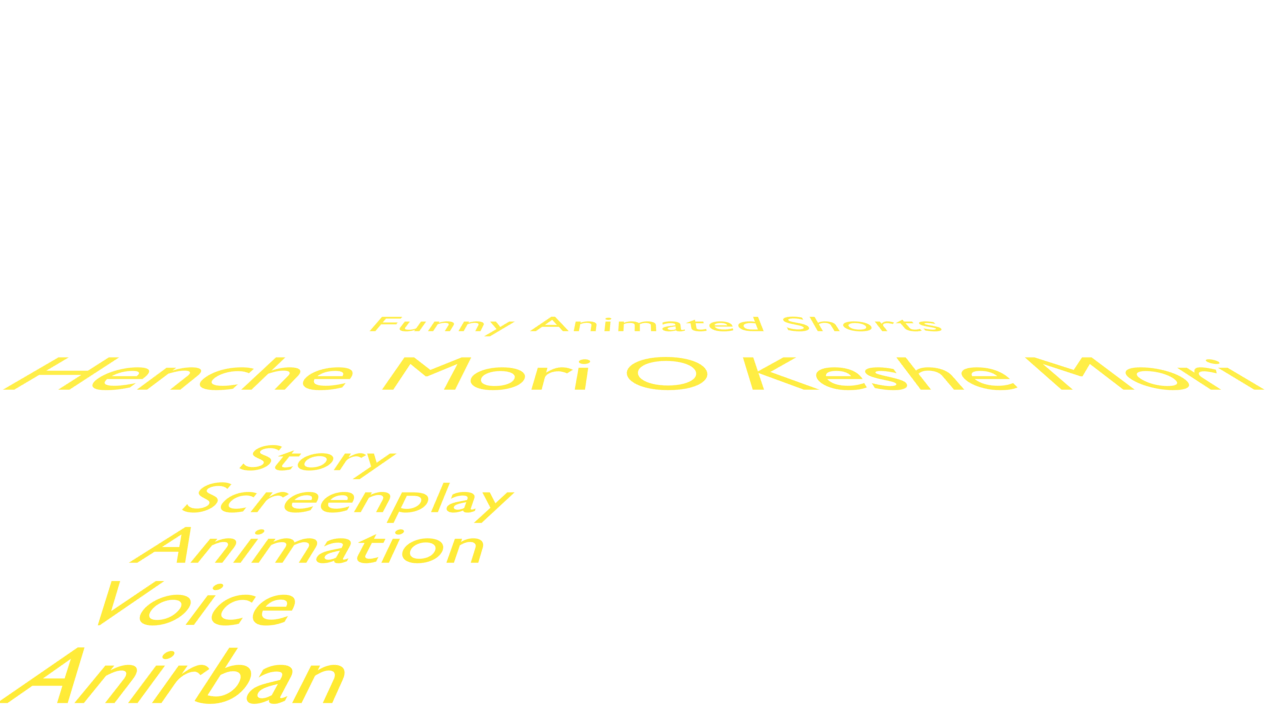 Funny Animated Shorts
Henche Mori O Keshe Mori
Story
Screenplay
Animation
Voice
Anirban